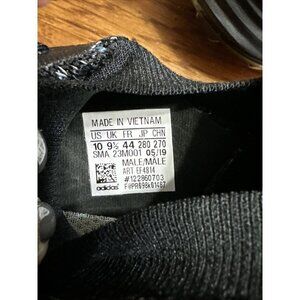 MADE IN VIETNAM
US UK FR JP CHN
10 9½ 44 280 270
SMA 23M001 05/19
MALE/MALE
ART EF4814
#122860703
adidas